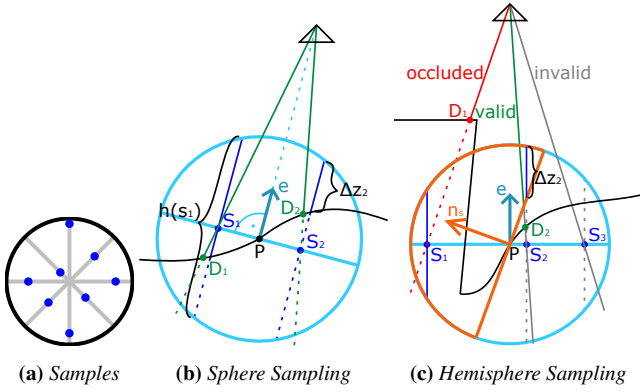 occluded
invalid
D₁
valid
e
D₂
Δz₂
h(s₁)
S₁
S₂
D₁
P
e
nₛ
Δz₂
D₂
S₁
P
S₂
S₃
(a) Samples
(b) Sphere Sampling
(c) Hemisphere Sampling